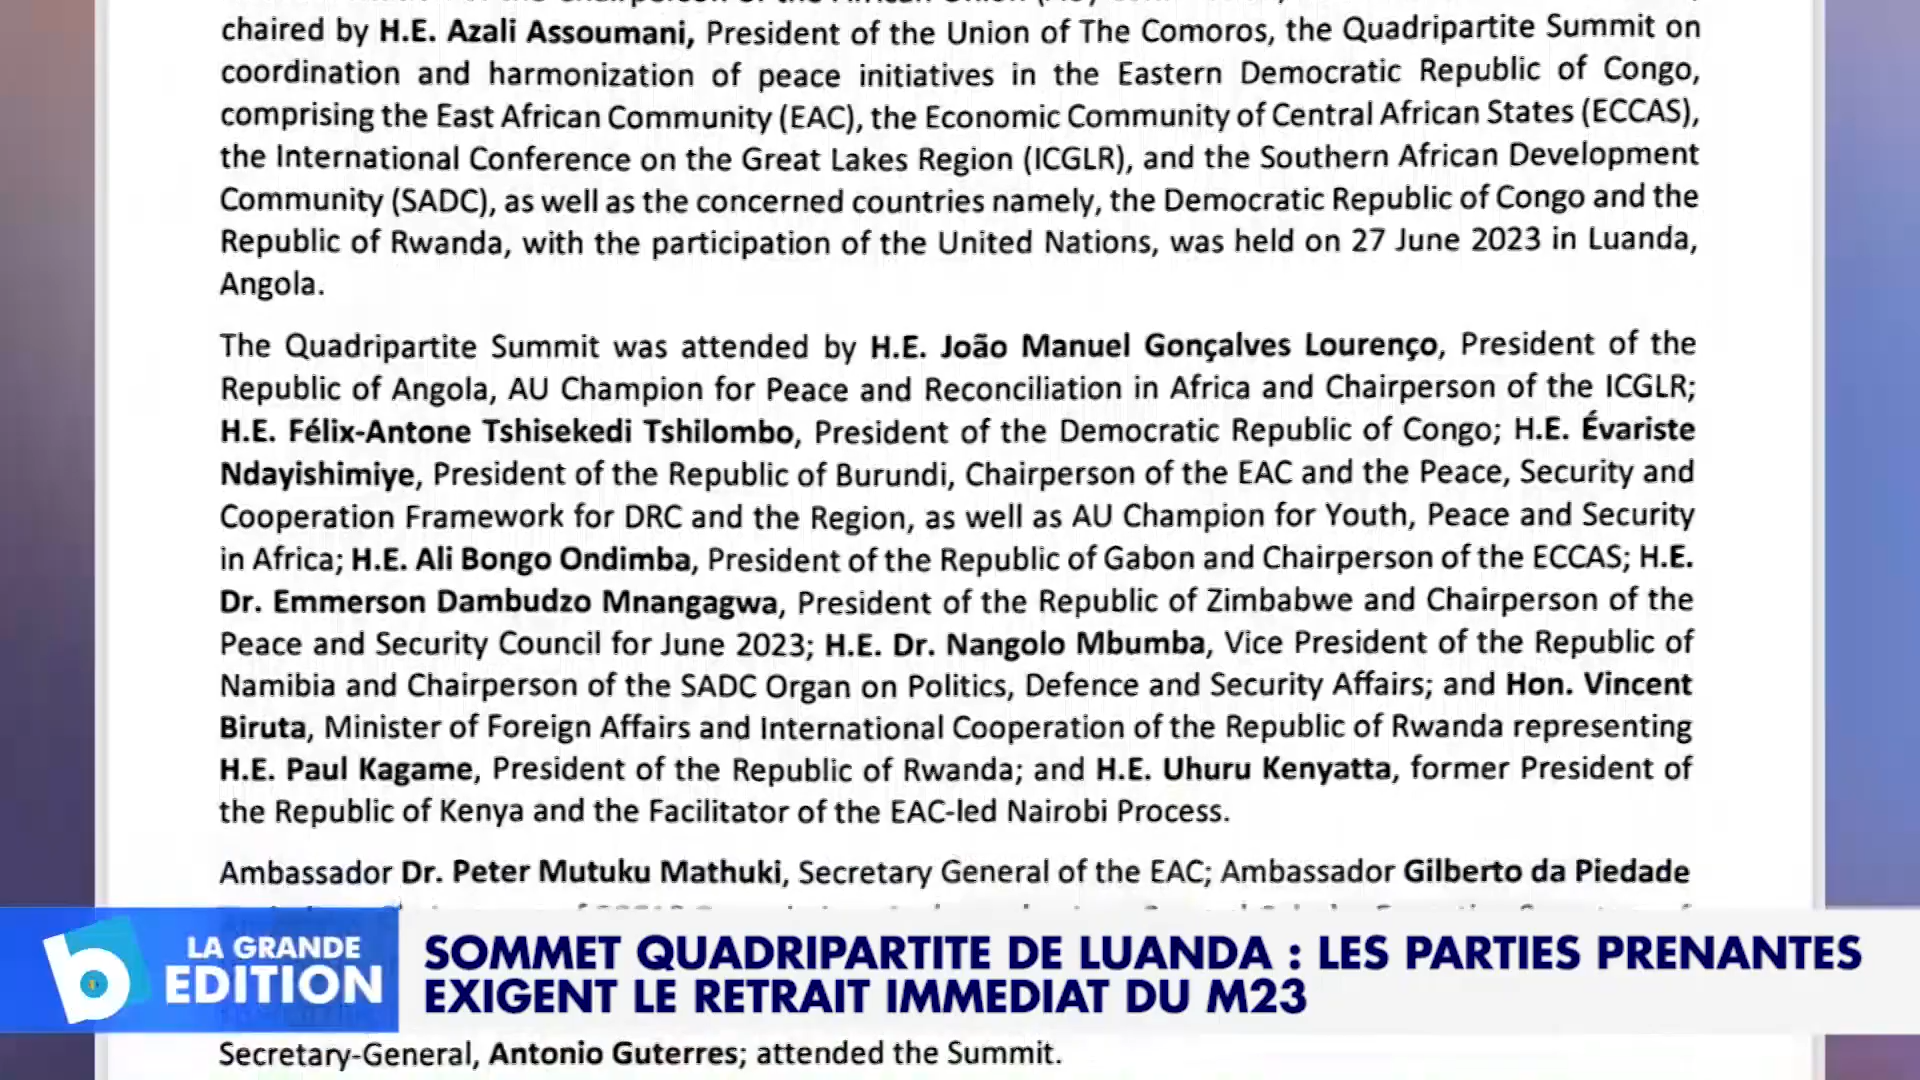 chaired by H.E. Azali Assoumani, President of the Union of The Comoros, the Quadripartite Summit on
coordination and harmonization of peace initiatives in the Eastern Democratic Republic of Congo,
comprising the East African Community (EAC), the Economic Community of Central African States (ECCAS),
the International Conference on the Great Lakes Region (ICGLR), and the Southern African Development
Community (SADC), as well as the concerned countries namely, the Democratic Republic of Congo and the
Republic of Rwanda, with the participation of the United Nations, was held on 27 June 2023 in Luanda,
Angola.
The Quadripartite Summit was attended by H.E. João Manuel Gonçalves Lourenço, President of the
Republic of Angola, AU Champion for Peace and Reconciliation in Africa and Chairperson of the ICGLR;
H.E. Félix-Antone Tshisekedi Tshilombo, President of the Democratic Republic of Congo; H.E. Évariste
Ndayishimiye, President of the Republic of Burundi, Chairperson of the EAC and the Peace, Security and
Cooperation Framework for DRC and the Region, as well as AU Champion for Youth, Peace and Security
in Africa; H.E. Ali Bongo Ondimba, President of the Republic of Gabon and Chairperson of the ECCAS; H.E.
Dr. Emmerson Dambudzo Mnangagwa, President of the Republic of Zimbabwe and Chairperson of the
Peace and Security Council for June 2023; H.E. Dr. Nangolo Mbumba, Vice President of the Republic of
Namibia and Chairperson of the SADC Organ on Politics, Defence and Security Affairs; and Hon. Vincent
Biruta, Minister of Foreign Affairs and International Cooperation of the Republic of Rwanda representing
H.E. Paul Kagame, President of the Republic of Rwanda; and H.E. Uhuru Kenyatta, former President of
the Republic of Kenya and the Facilitator of the EAC-led Nairobi Process.
Ambassador Dr. Peter Mutuku Mathuki, Secretary General of the EAC; Ambassador Gilberto da Piedade
b LA GRANDE
EDITION
SOMMET QUADRIPARTITE DE LUANDA : LES PARTIES PRENANTES
EXIGENT LE RETRAIT IMMEDIAT DU M23
Secretary-General, Antonio Guterres; attended the Summit.